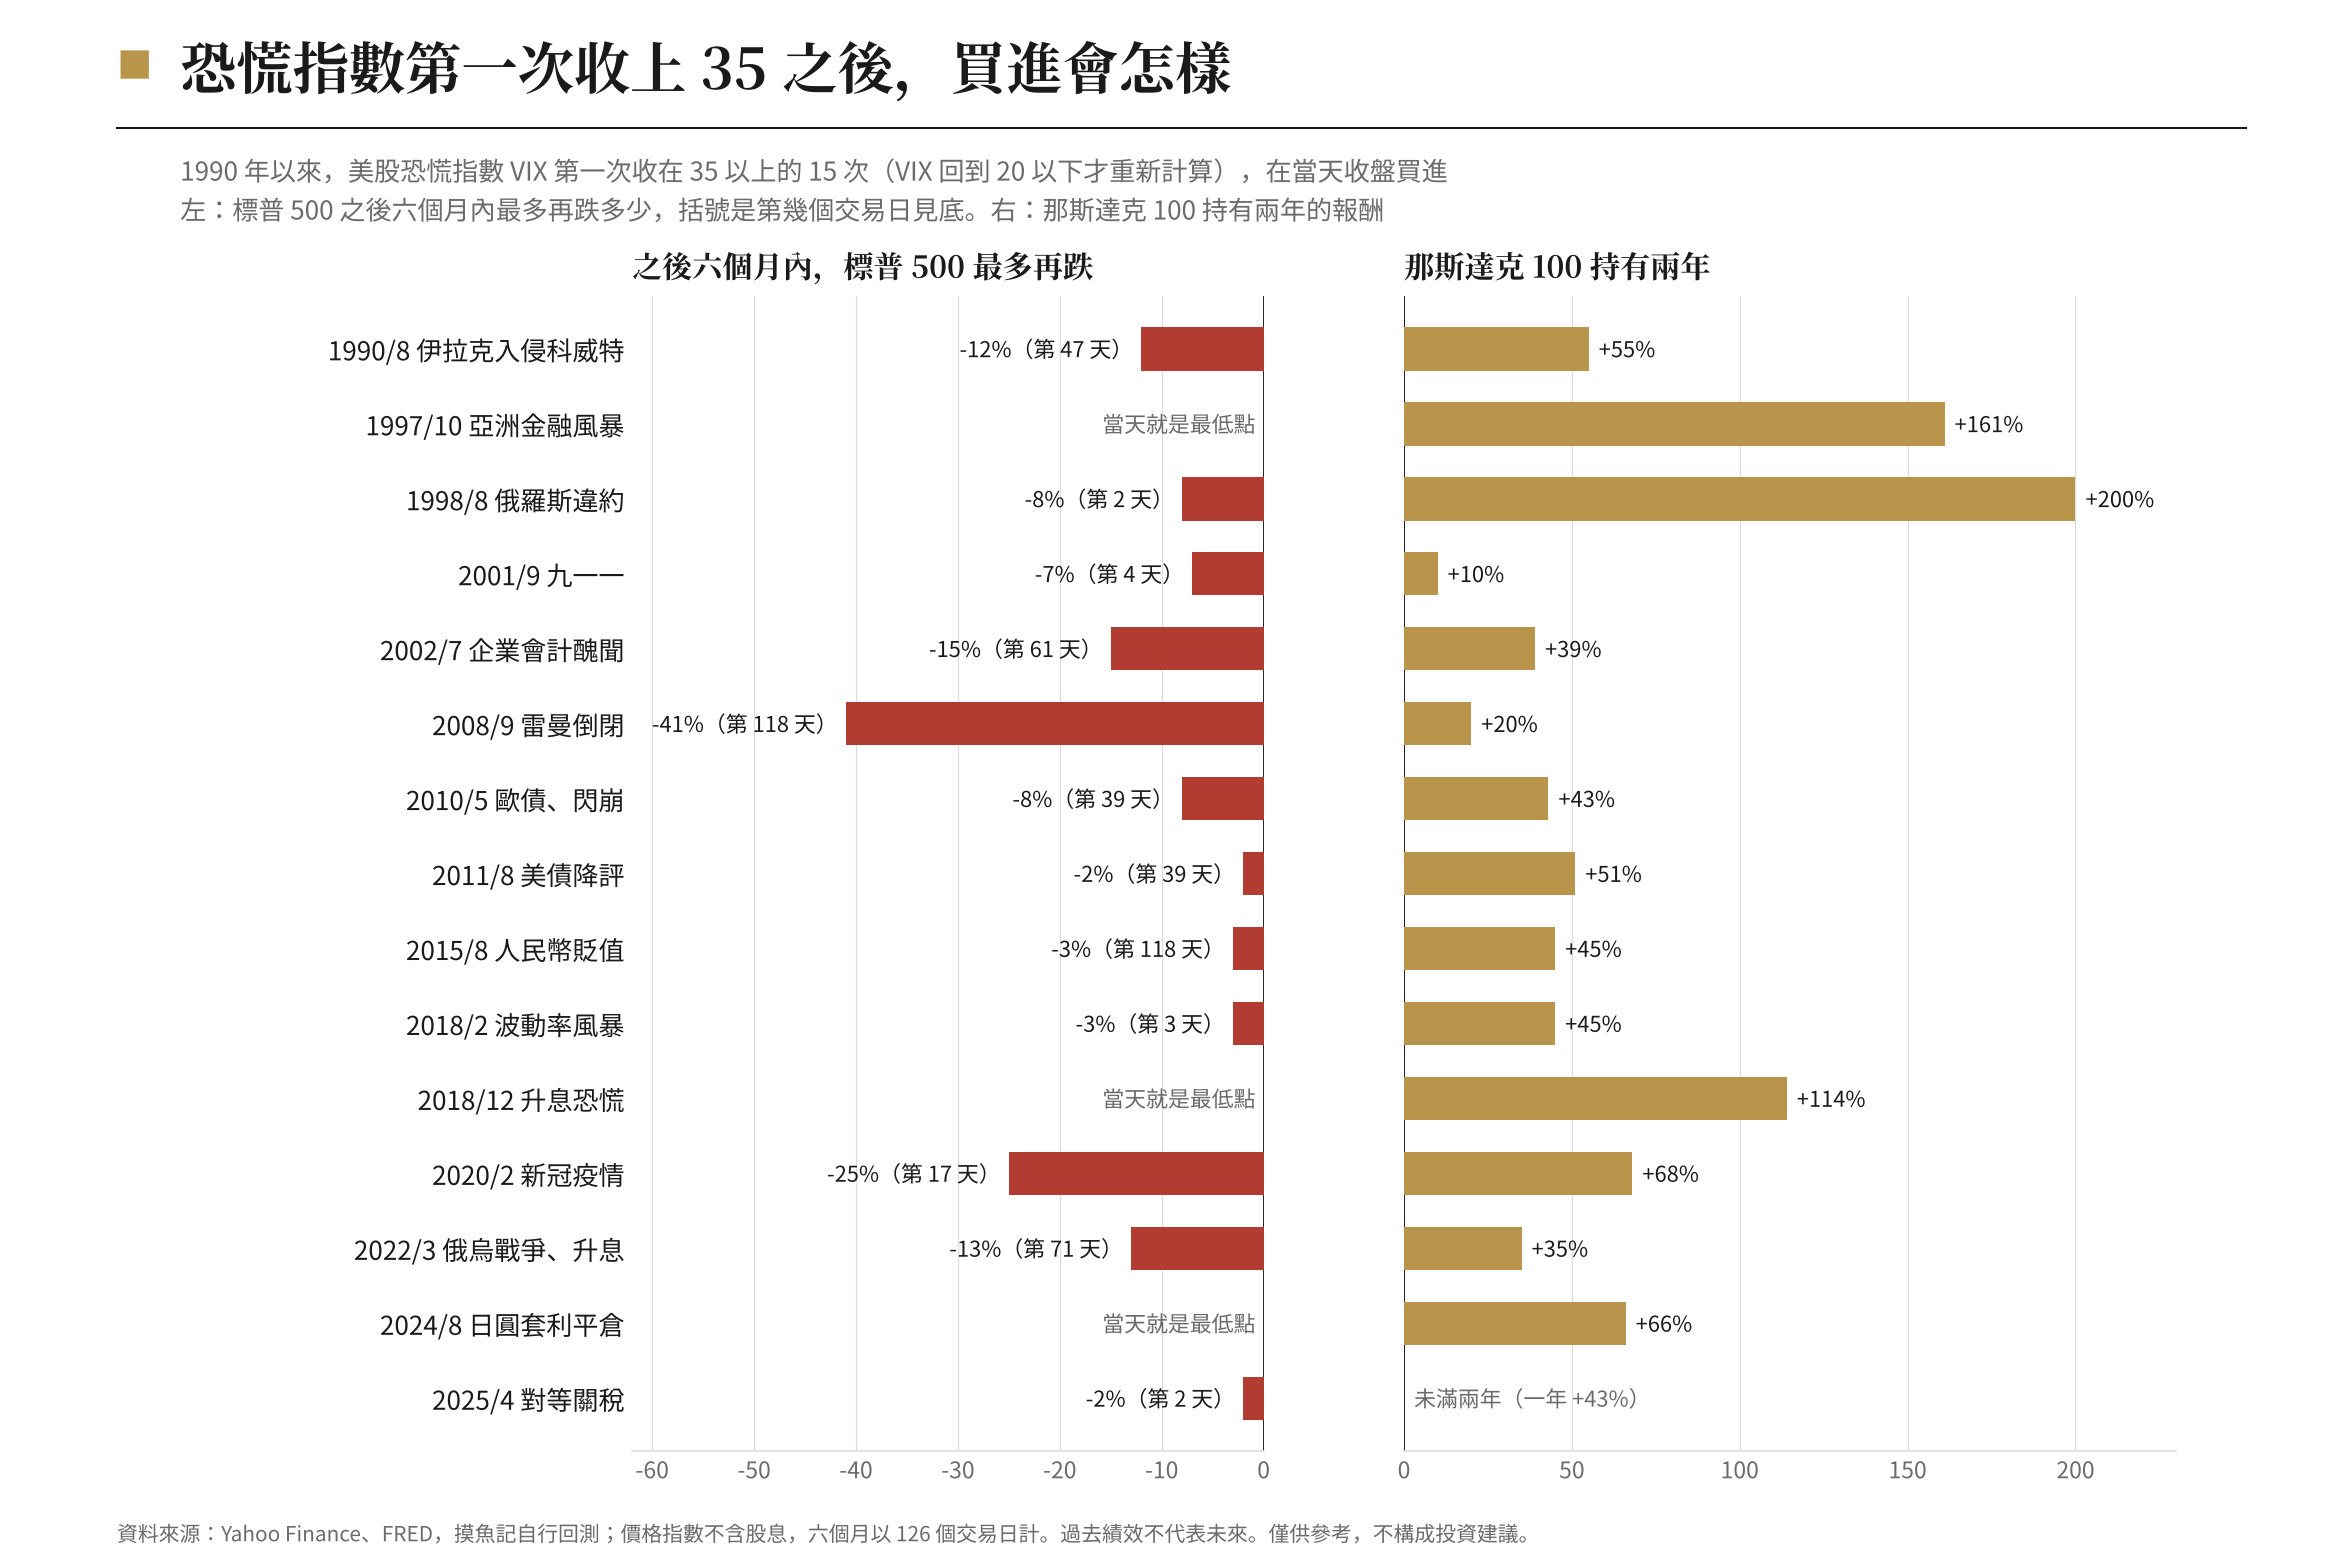 恐慌指數第一次收上 35 之後，買進會怎樣
1990 年以來，美股恐慌指數 VIX 第一次收在 35 以上的 15 次（VIX 回到 20 以下才重新計算），在當天收盤買進
左：標普 500 之後六個月內最多再跌多少，括號是第幾個交易日見底。右：那斯達克 100 持有兩年的報酬
之後六個月內，標普 500 最多再跌
那斯達克 100 持有兩年
1990/8 伊拉克入侵科威特 -12%（第 47 天） +55%
1997/10 亞洲金融風暴 當天就是最低點 +161%
1998/8 俄羅斯違約 -8%（第 2 天） +200%
2001/9 九一一 -7%（第 4 天） +10%
2002/7 企業會計醜聞 -15%（第 61 天） +39%
2008/9 雷曼倒閉 -41%（第 118 天） +20%
2010/5 歐債、閃崩 -8%（第 39 天） +43%
2011/8 美債降評 -2%（第 39 天） +51%
2015/8 人民幣貶值 -3%（第 118 天） +45%
2018/2 波動率風暴 -3%（第 3 天） +45%
2018/12 升息恐慌 當天就是最低點 +114%
2020/2 新冠疫情 -25%（第 17 天） +68%
2022/3 俄烏戰爭、升息 -13%（第 71 天） +35%
2024/8 日圓套利平倉 當天就是最低點 +66%
2025/4 對等關稅 -2%（第 2 天） 未滿兩年（一年 +43%）
-60 -50 -40 -30 -20 -10 0 0 50 100 150 200
資料來源：Yahoo Finance、FRED，摸魚記自行回測；價格指數不含股息，六個月以 126 個交易日計。過去績效不代表未來。僅供參考，不構成投資建議。